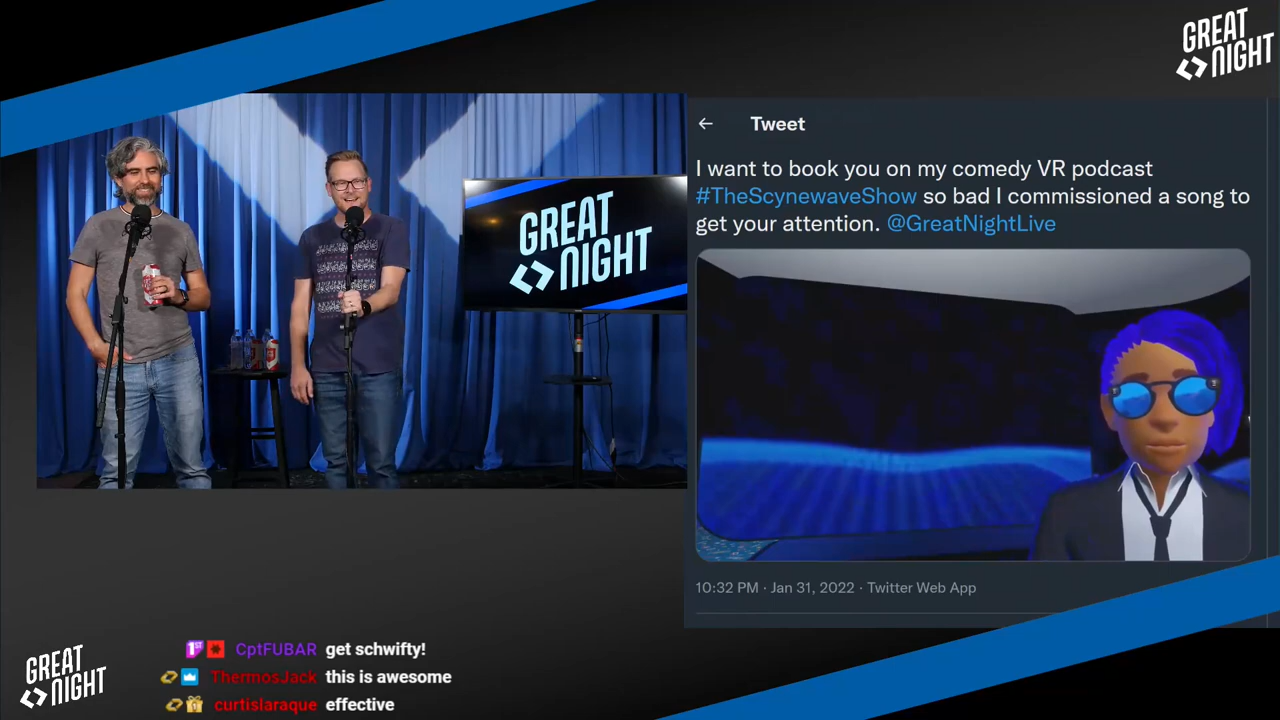 GREAT
NIGHT
GREAT
NIGHT
Tweet
I want to book you on my comedy VR podcast
#TheScynewaveShow so bad I commissioned a song to
get your attention. @GreatNightLive
10:32 PM · Jan 31, 2022 · Twitter Web App
GREAT
NIGHT
1ST CptFUBAR get schwifty!
ThermosJack this is awesome
curtislaraque effective